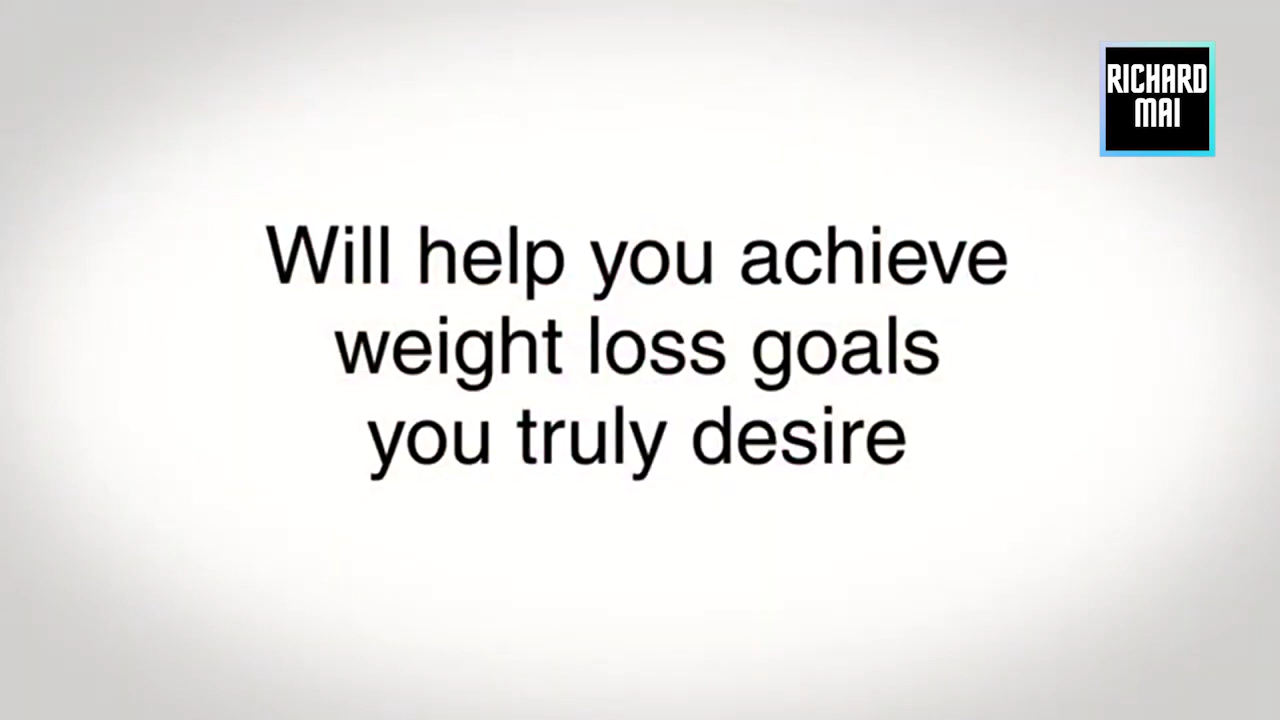 RICHARD
MAI
Will help you achieve
weight loss goals
you truly desire